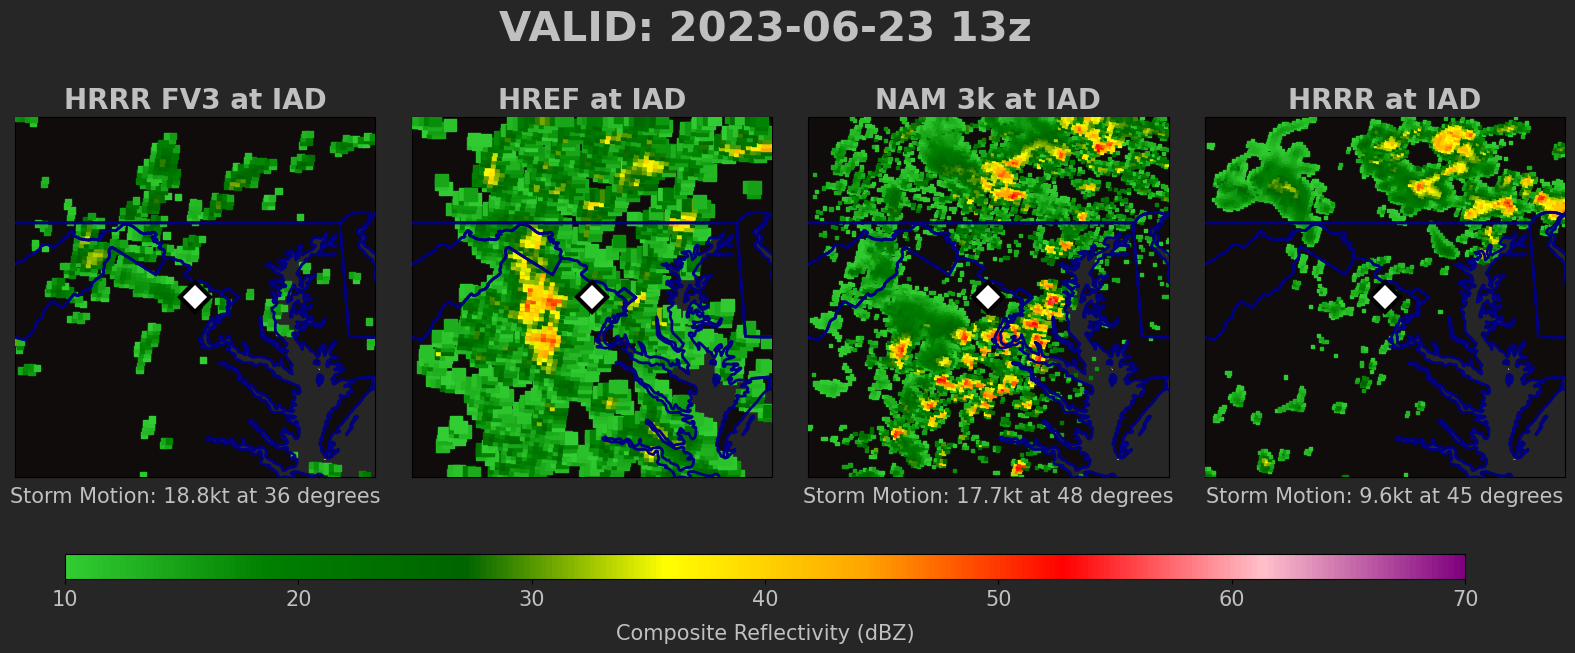 VALID: 2023-06-23 13z
HRRR FV3 at IAD
HREF at IAD
NAM 3k at IAD
HRRR at IAD
Storm Motion: 18.8kt at 36 degrees
Storm Motion: 17.7kt at 48 degrees
Storm Motion: 9.6kt at 45 degrees
10 20 30 40 50 60 70
Composite Reflectivity (dBZ)